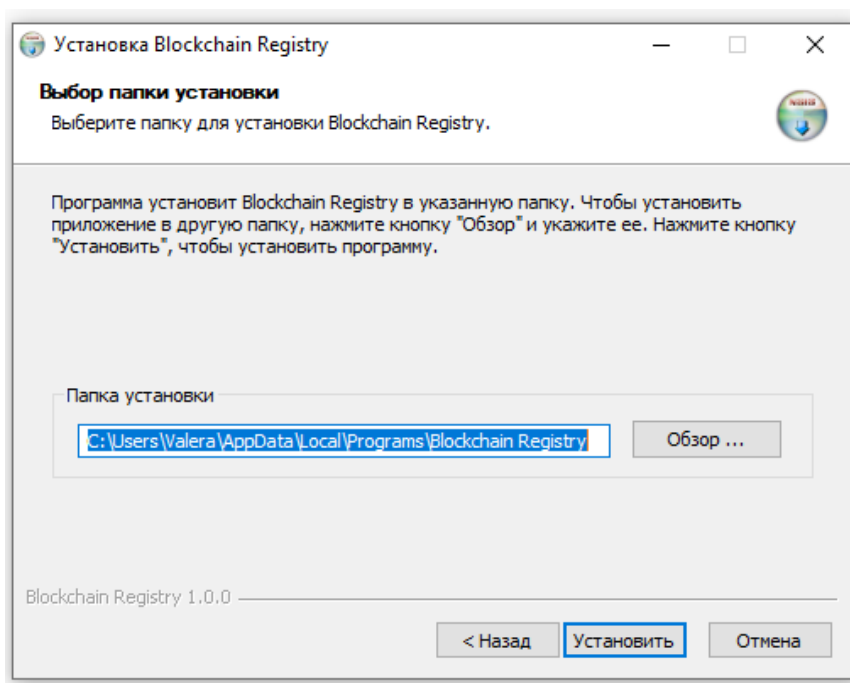 Установка Blockchain Registry
Выбор папки установки
Выберите папку для установки Blockchain Registry.
Программа установит Blockchain Registry в указанную папку. Чтобы установить
приложение в другую папку, нажмите кнопку "Обзор" и укажите ее. Нажмите кнопку
"Установить", чтобы установить программу.
Папка установки
C:\Users\Valera\AppData\Local\Programs\Blockchain Registry
Обзор ...
Blockchain Registry 1.0.0
< Назад
Установить
Отмена